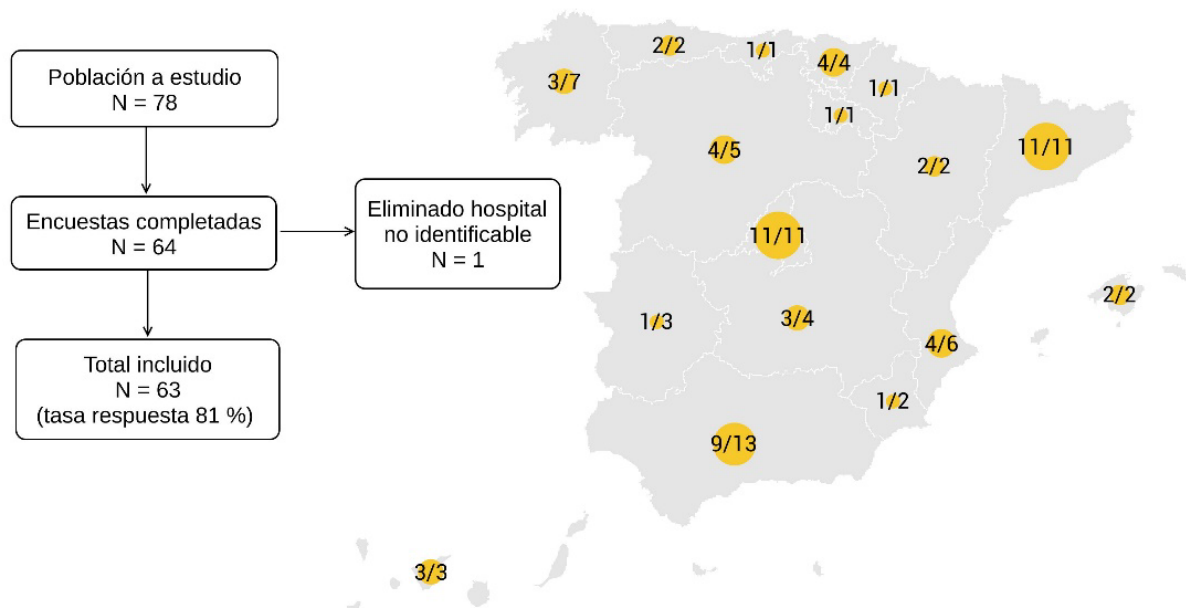 Población a estudio
N = 78
Encuestas completadas
N = 64
Eliminado hospital
no identificable
N = 1
Total incluido
N = 63
(tasa respuesta 81 %)
2/2
1/1
4/4
3/7
1/1
1/1
4/5
2/2
11/11
11/11
2/2
1/3
3/4
4/6
1/2
9/13
3/3